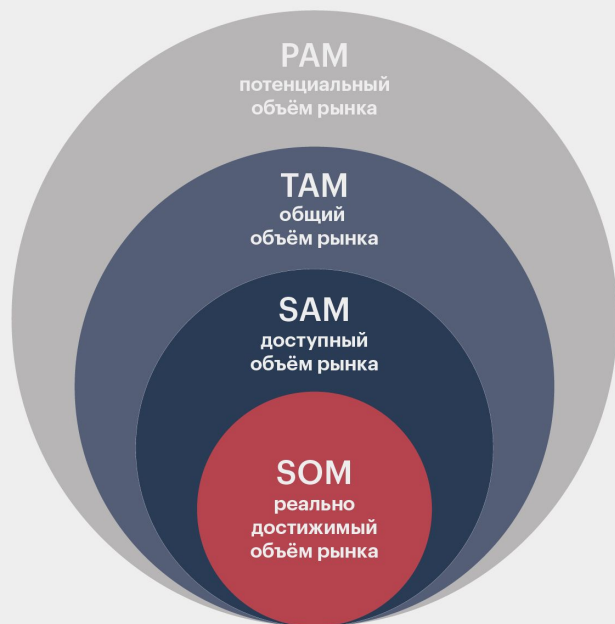 PAM
потенциальный
объём рынка
TAM
общий
объём рынка
SAM
доступный
объём рынка
SOM
реально
достижимый
объём рынка